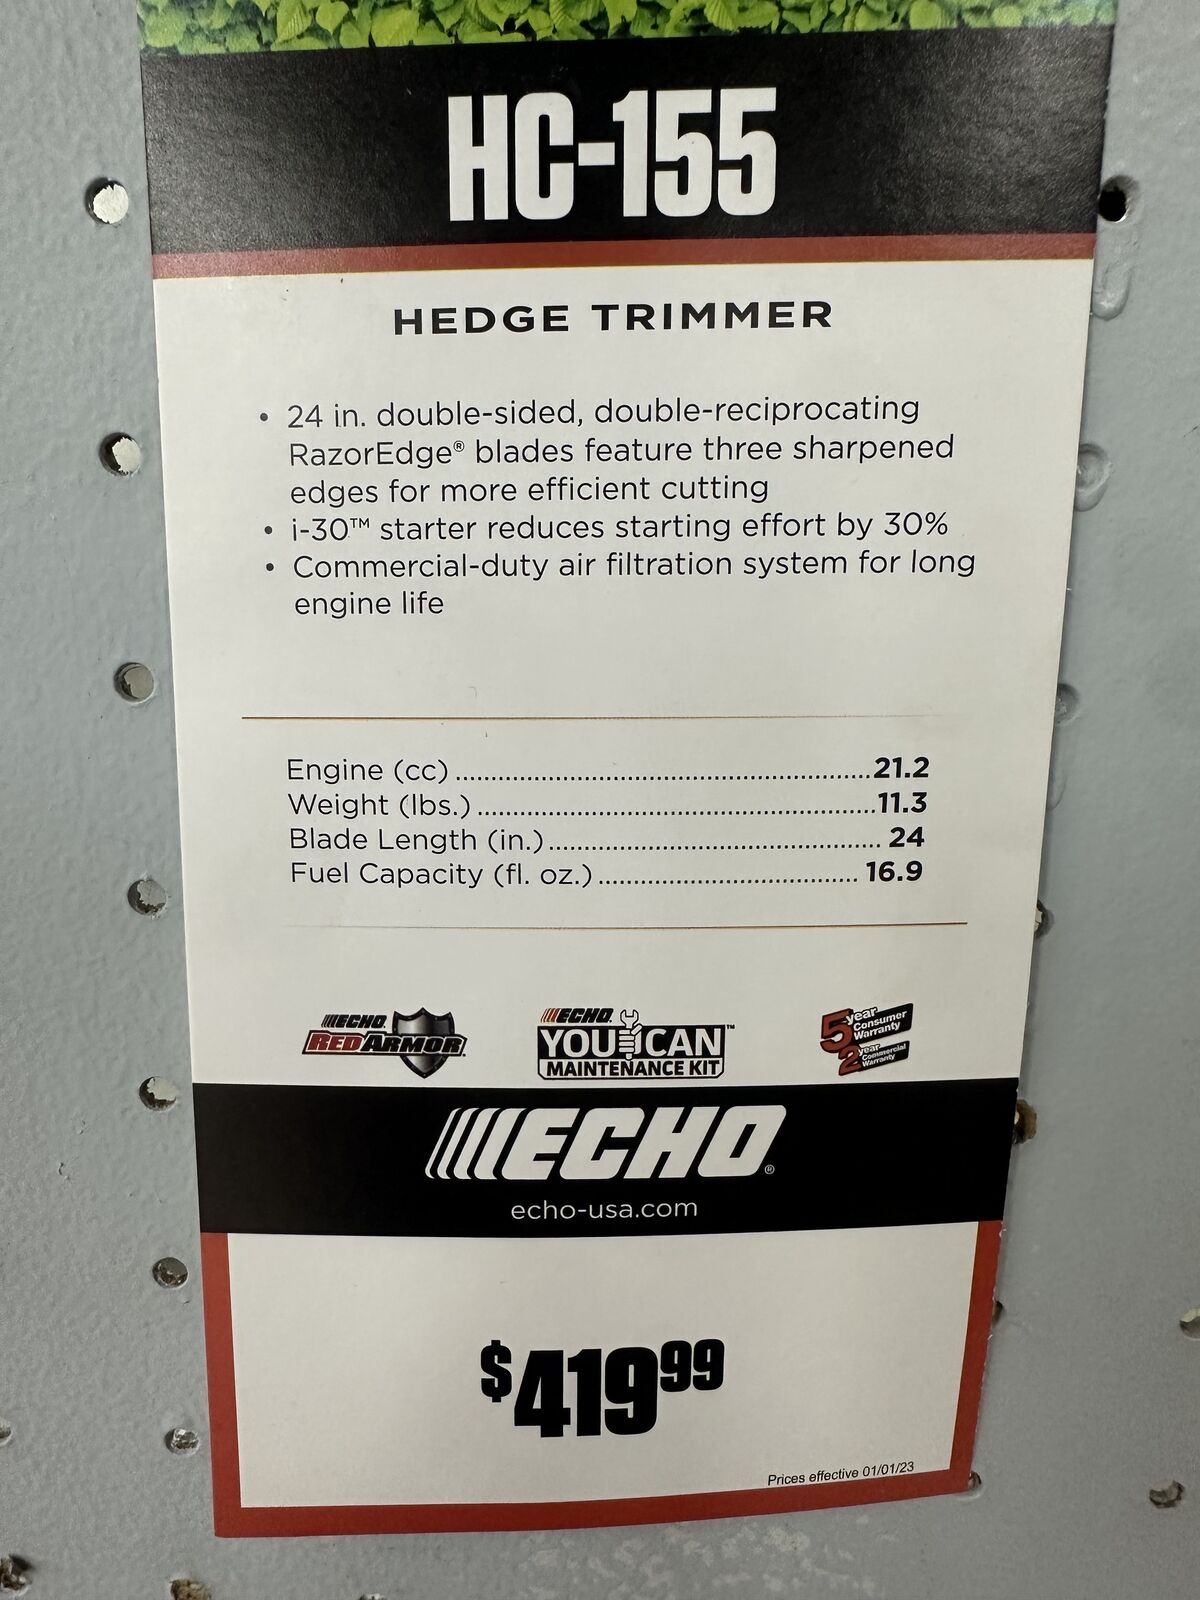 HC-155
HEDGE TRIMMER
• 24 in. double-sided, double-reciprocating
RazorEdge® blades feature three sharpened
edges for more efficient cutting
• i-30™ starter reduces starting effort by 30%
• Commercial-duty air filtration system for long
engine life
Engine (cc) ........ 21.2
Weight (lbs.) ........ 11.3
Blade Length (in.) ........ 24
Fuel Capacity (fl. oz.) ........ 16.9
ECHO
RED ARMOR
ECHO
YOU CAN™
MAINTENANCE KIT
5 year
Consumer
Warranty
2 year
Commercial
Warranty
ECHO®
echo-usa.com
$419 99
Prices effective 01/01/23